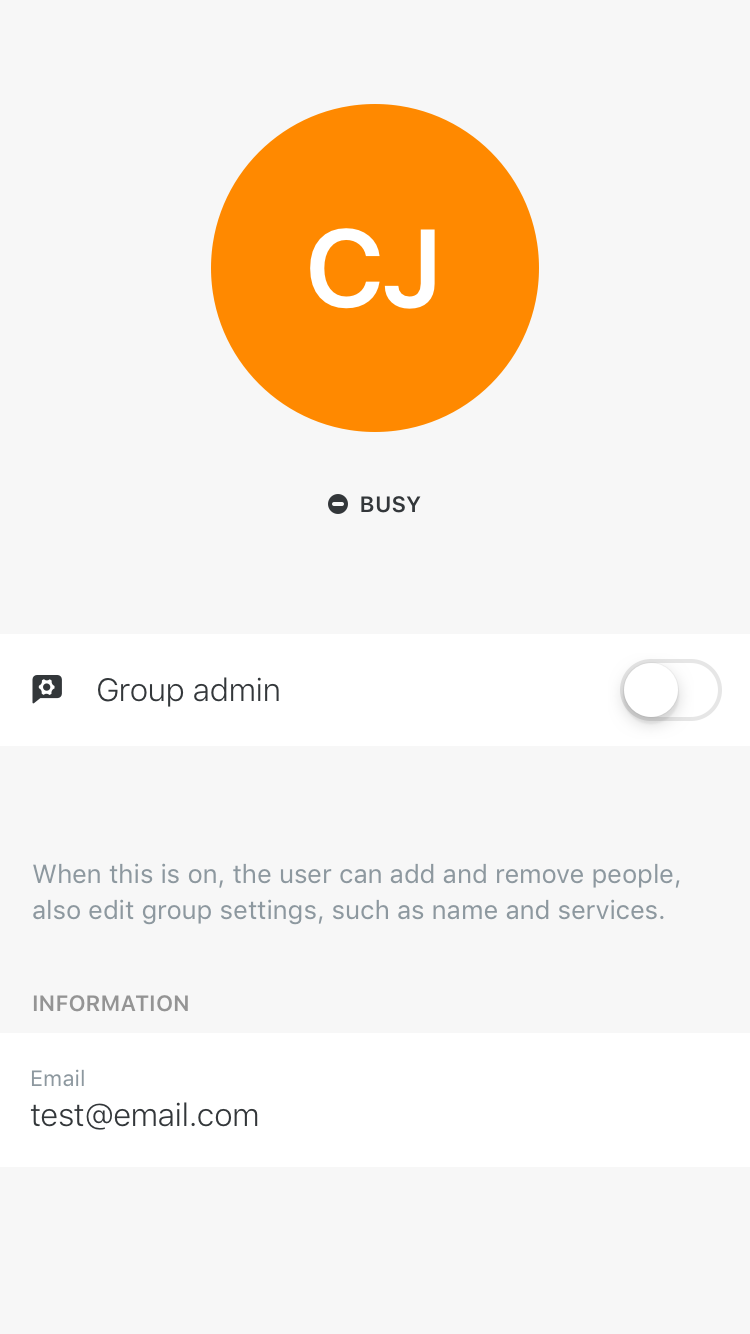 CJ
BUSY
Group admin
When this is on, the user can add and remove people,
also edit group settings, such as name and services.
INFORMATION
Email
test@email.com